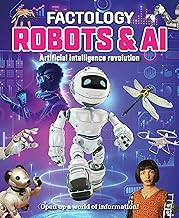 FACTOLOGY
ROBOTS & AI
Artificial intelligence revolution
Open up a world of information!